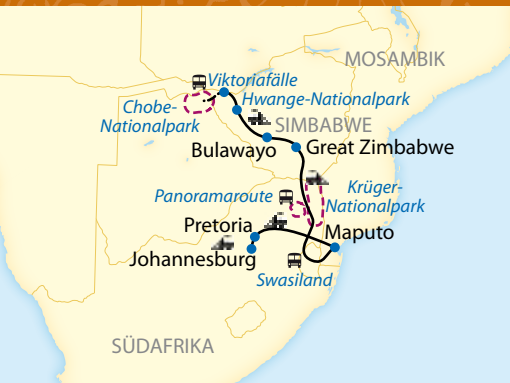 MOSAMBIK
Viktoriafälle
Chobe-
Nationalpark
Hwange-Nationalpark
SIMBABWE
Bulawayo
Great Zimbabwe
Panoramaroute
Krüger-
Nationalpark
Pretoria
Maputo
Johannesburg
Swasiland
SÜDAFRIKA